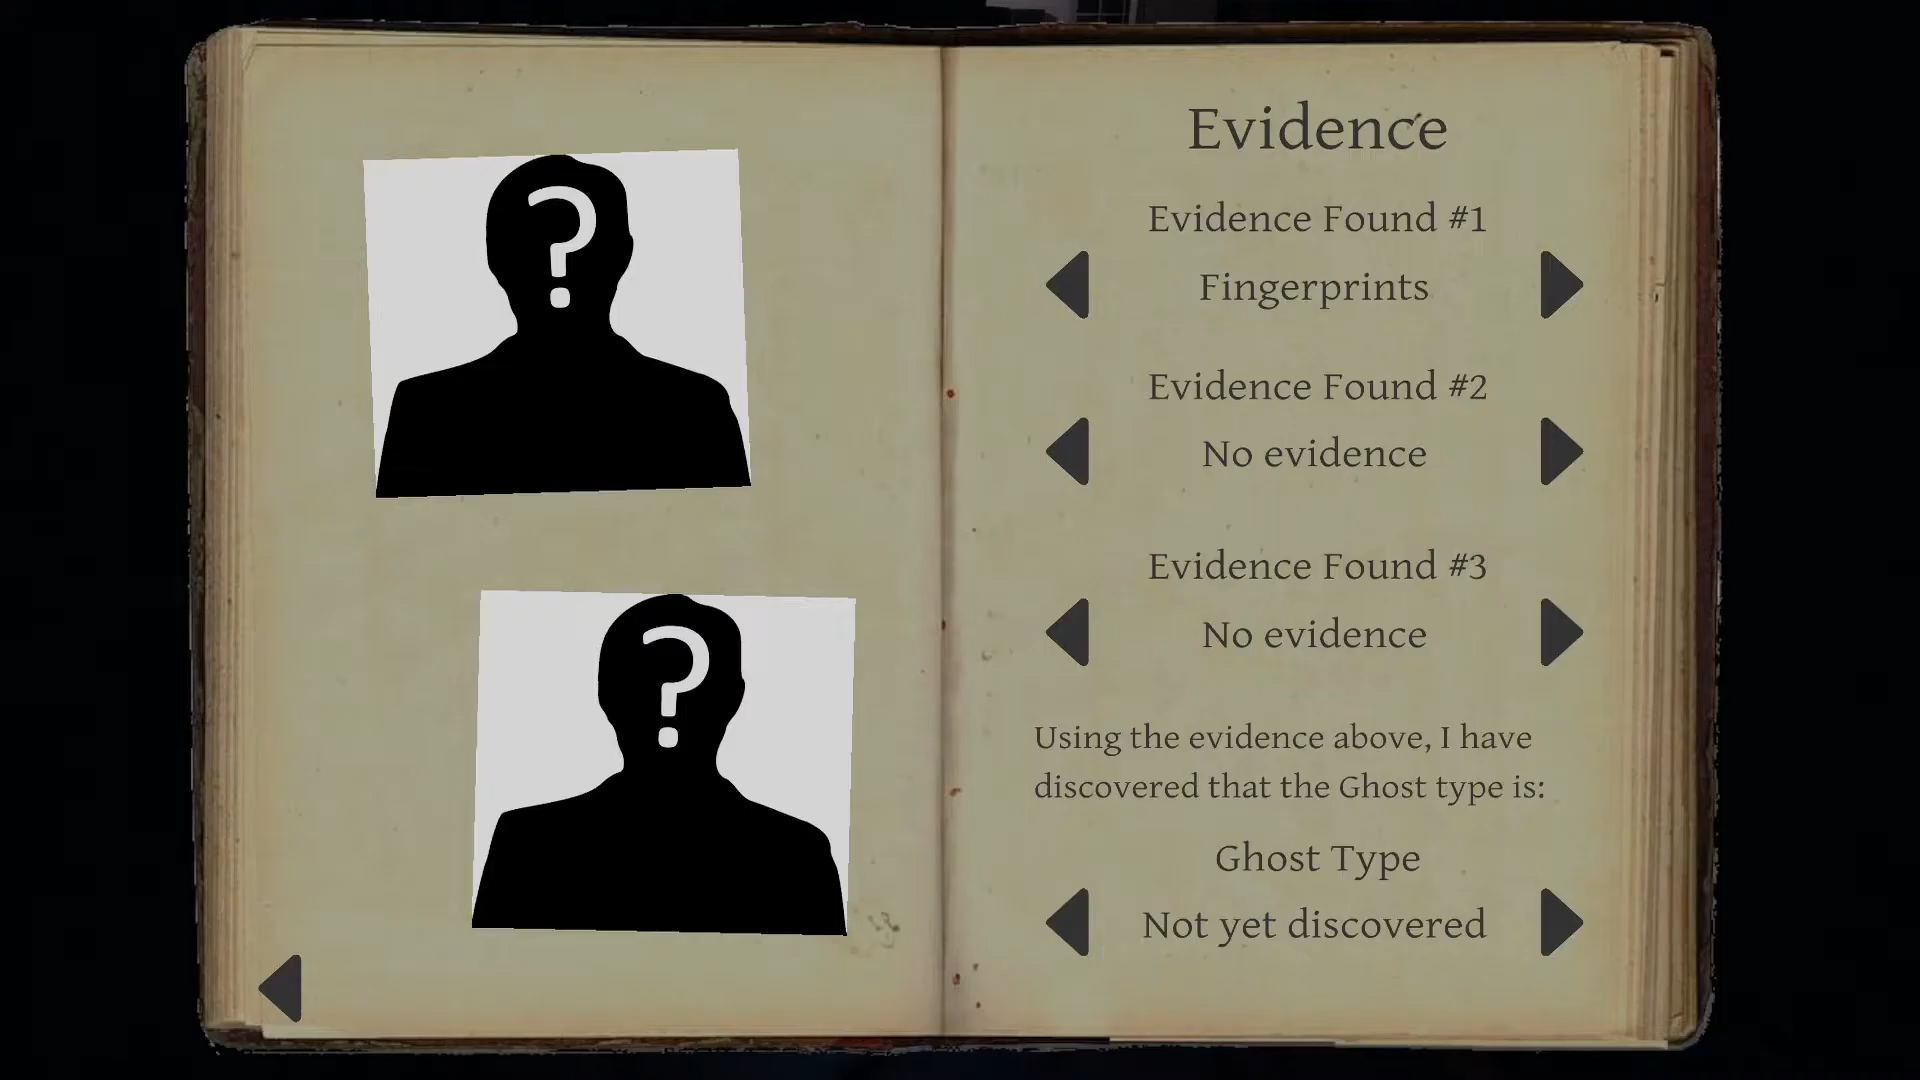 ?
?
Evidence
Evidence Found #1
Fingerprints
Evidence Found #2
No evidence
Evidence Found #3
No evidence
Using the evidence above, I have
discovered that the Ghost type is:
Ghost Type
Not yet discovered